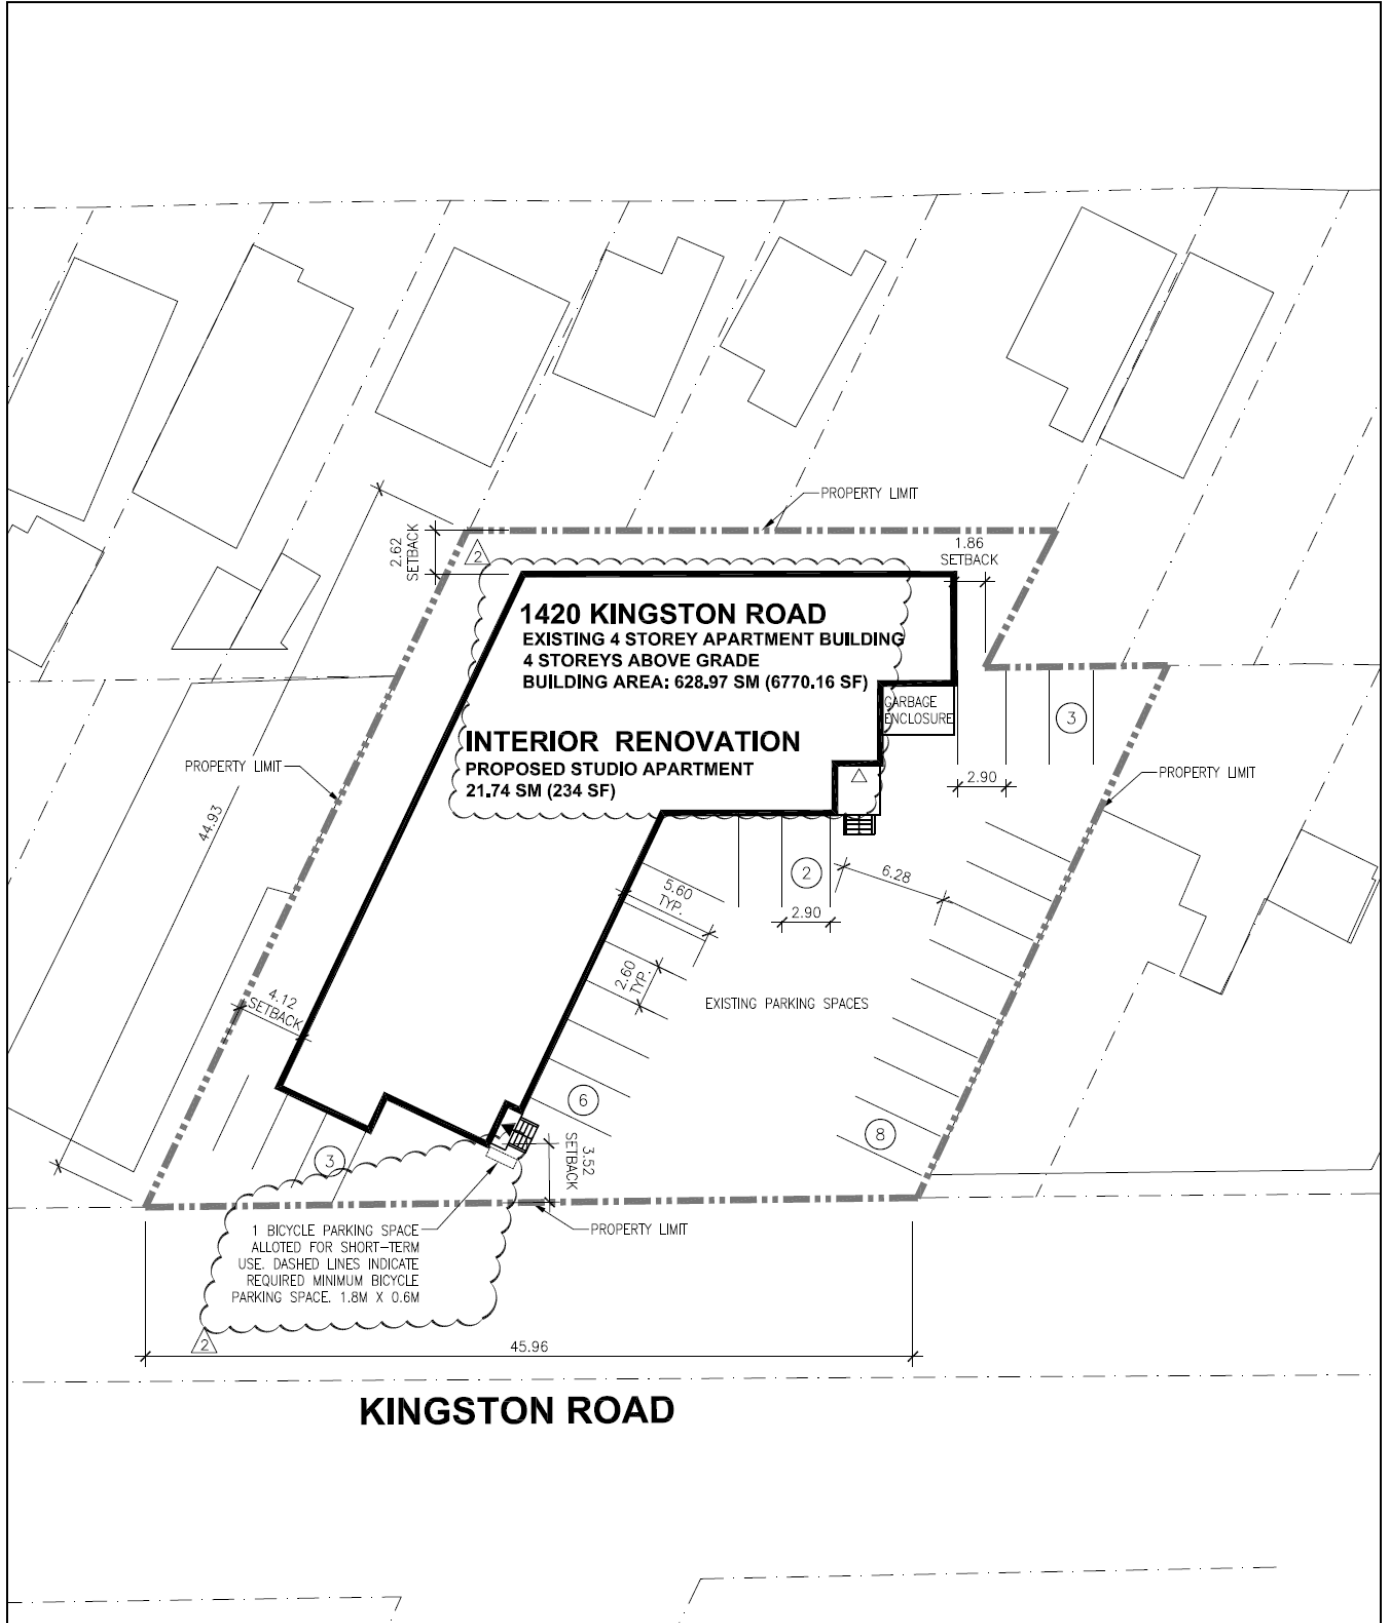 PROPERTY LIMIT
2.62
SETBACK
2
1.86
SETBACK
1420 KINGSTON ROAD
EXISTING 4 STOREY APARTMENT BUILDING
4 STOREYS ABOVE GRADE
BUILDING AREA: 628.97 SM (6770.16 SF)
GARBAGE
ENCLOSURE
3
INTERIOR RENOVATION
PROPOSED STUDIO APARTMENT
21.74 SM (234 SF)
PROPERTY LIMIT
PROPERTY LIMIT
2.90
44.93
2
6.28
5.60
TYP.
2.90
2.60
TYP.
4.12
SETBACK
EXISTING PARKING SPACES
6
8
3
3.52
SETBACK
1 BICYCLE PARKING SPACE
ALLOTED FOR SHORT-TERM
USE. DASHED LINES INDICATE
REQUIRED MINIMUM BICYCLE
PARKING SPACE. 1.8M X 0.6M
PROPERTY LIMIT
2
45.96
KINGSTON ROAD